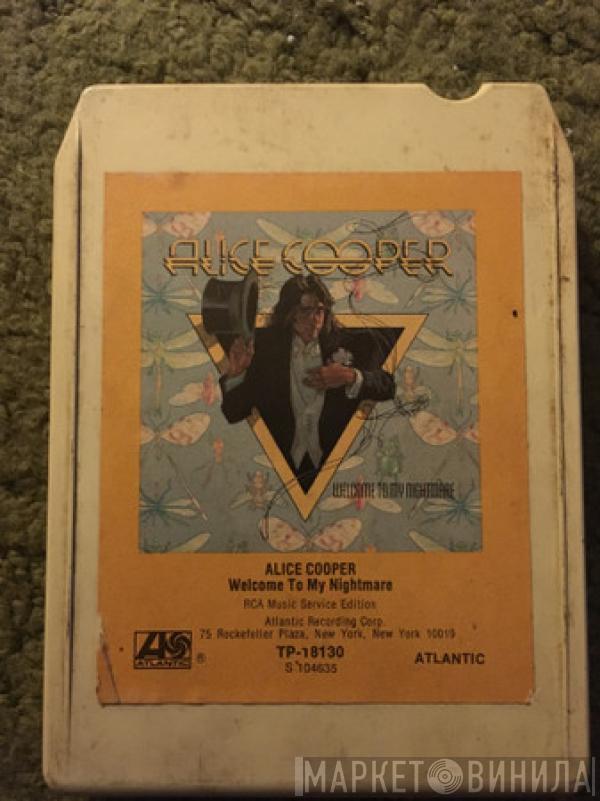 ALICE COOPER
WELCOME TO MY NIGHTMARE
ALICE COOPER
Welcome To My Nightmare
RCA Music Service Edition
Atlantic Recording Corp.
75 Rockefeller Plaza, New York, New York 10019
ATLANTIC ®
TP-18130
S 104635
ATLANTIC
МАРКЕТ ВИНИЛА